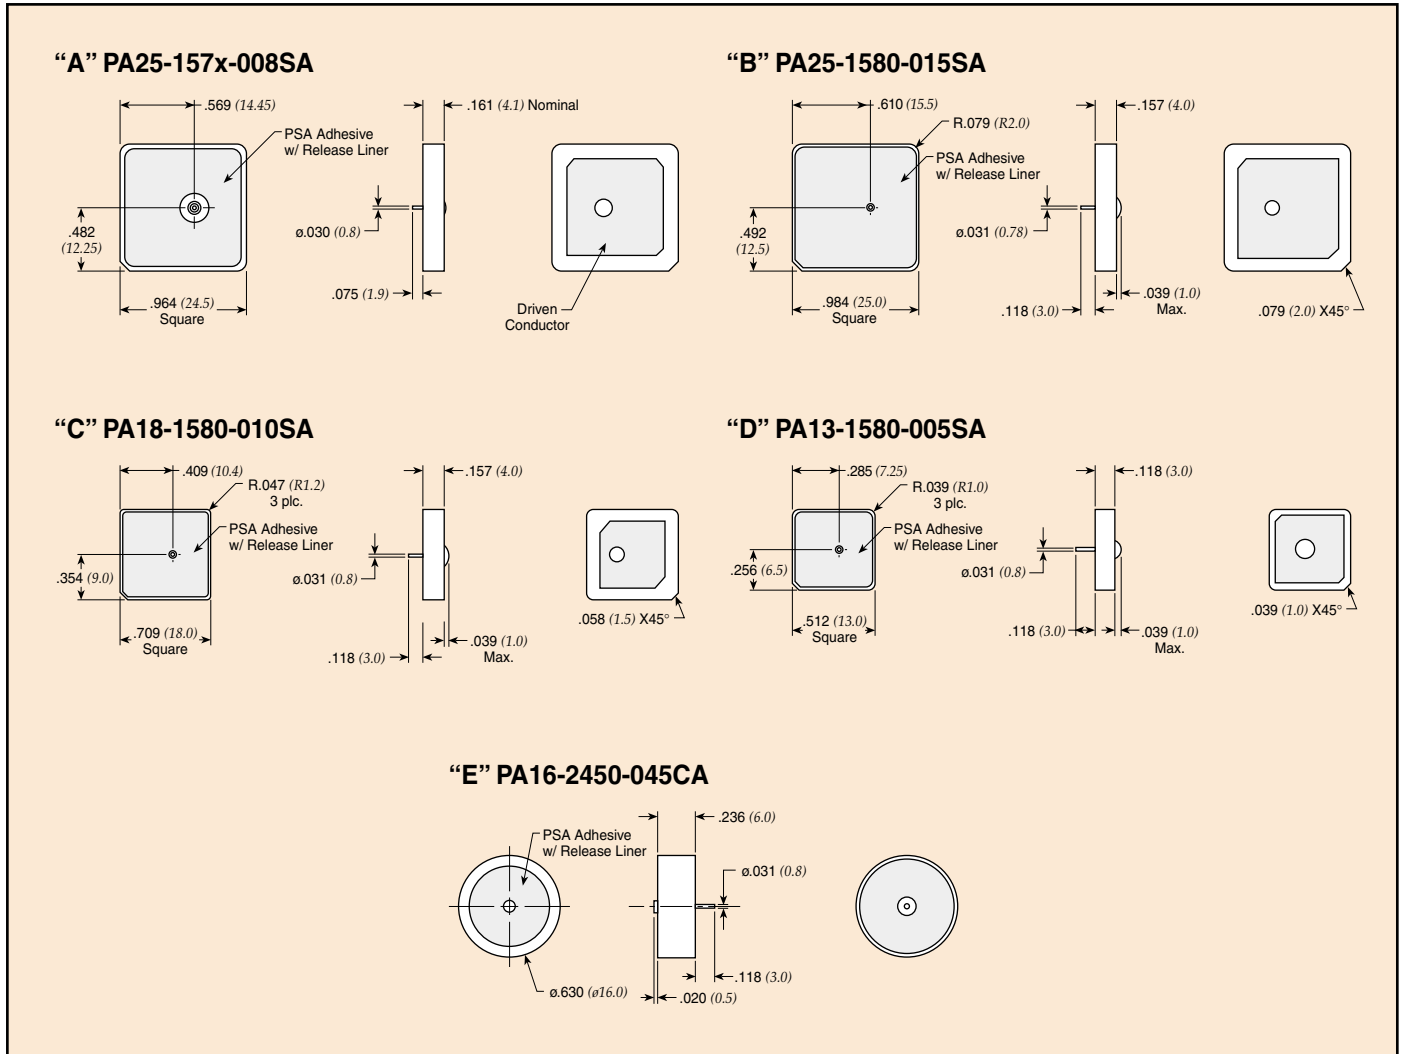 “A” PA25-157x-008SA
.569 (14.45)
PSA Adhesive
w/ Release Liner
.482
(12.25)
.964 (24.5)
Square
.161 (4.1) Nominal
ø.030 (0.8)
.075 (1.9)
Driven
Conductor
“B” PA25-1580-015SA
.610 (15.5)
R.079 (R2.0)
PSA Adhesive
w/ Release Liner
.492
(12.5)
.984 (25.0)
Square
.157 (4.0)
ø.031 (0.78)
.118 (3.0)
.039 (1.0)
Max.
.079 (2.0) X45°
“C” PA18-1580-010SA
.409 (10.4)
R.047 (R1.2)
3 plc.
PSA Adhesive
w/ Release Liner
.354 (9.0)
.709 (18.0)
Square
.157 (4.0)
ø.031 (0.8)
.118 (3.0)
.039 (1.0)
Max.
.058 (1.5) X45°
“D” PA13-1580-005SA
.285 (7.25)
R.039 (R1.0)
3 plc.
PSA Adhesive
w/ Release Liner
.256 (6.5)
.512 (13.0)
Square
.118 (3.0)
ø.031 (0.8)
.118 (3.0)
.039 (1.0)
Max.
.039 (1.0) X45°
“E” PA16-2450-045CA
PSA Adhesive
w/ Release Liner
ø.630 (ø16.0)
.236 (6.0)
ø.031 (0.8)
.118 (3.0)
.020 (0.5)